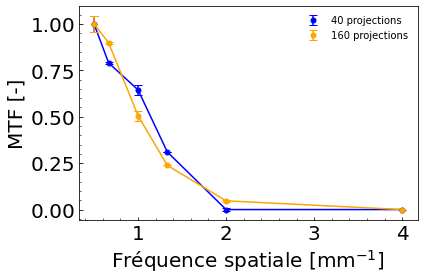 40 projections
160 projections
1.00
0.75
0.50
0.25
0.00
MTF [-]
1 2 3 4
Fréquence spatiale [mm⁻¹]